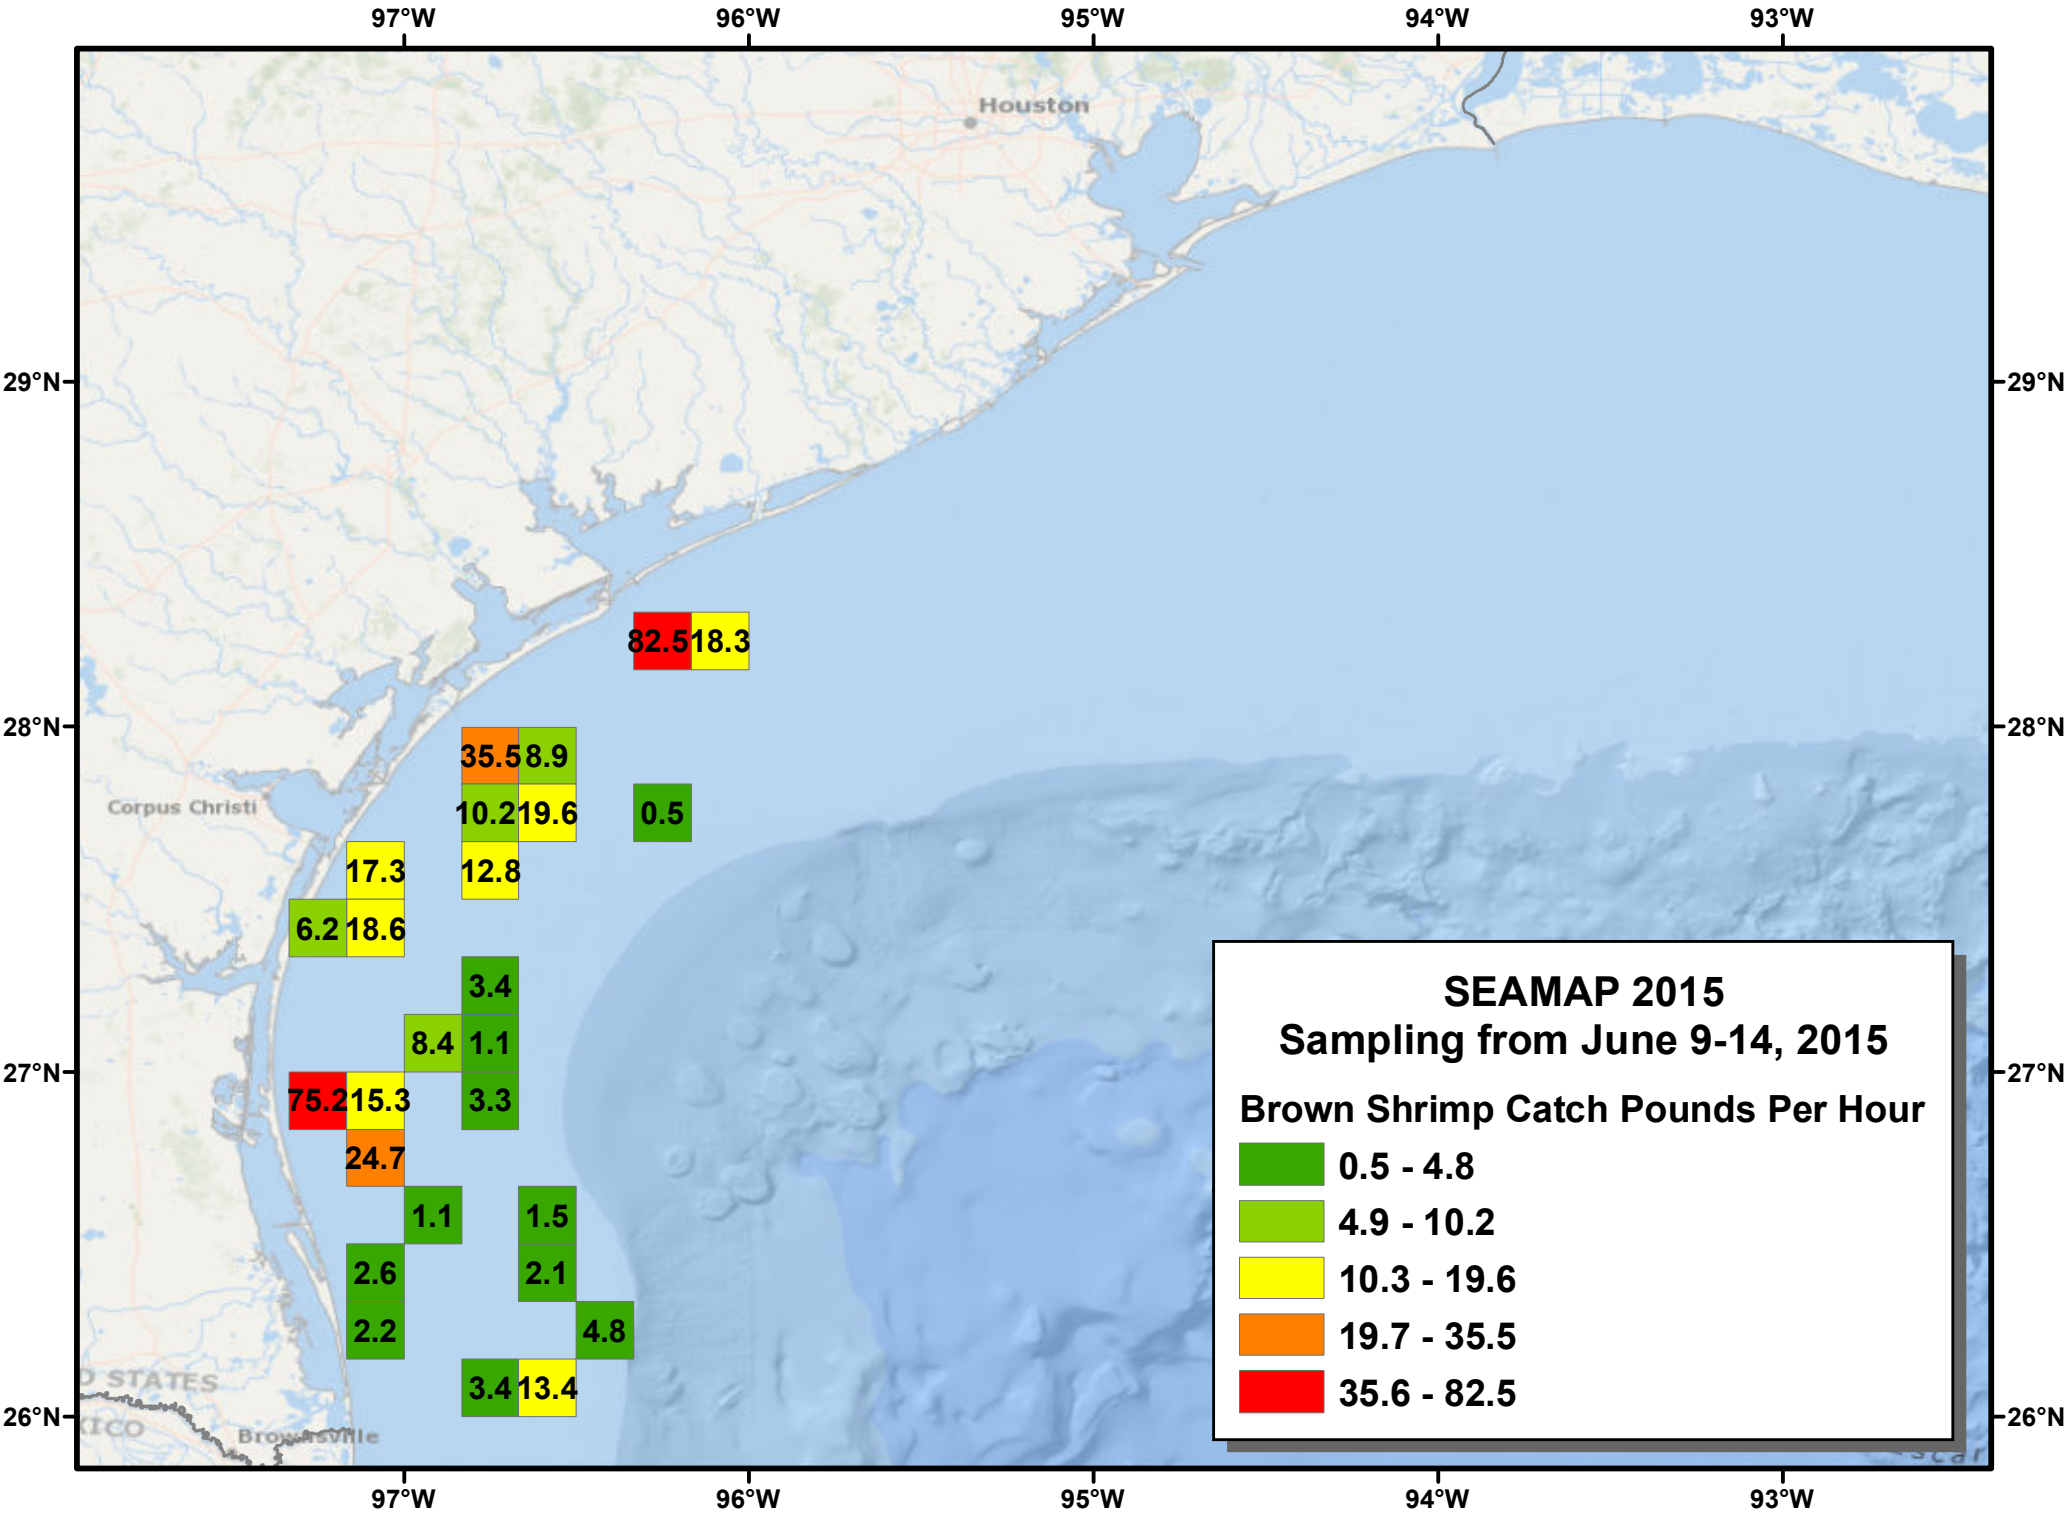 97°W 96°W 95°W 94°W 93°W
Houston
29°N 29°N
82.5 18.3
28°N 28°N
35.5 8.9
Corpus Christi 10.2 19.6 0.5
17.3 12.8
6.2 18.6
3.4
SEAMAP 2015
Sampling from June 9-14, 2015
8.4 1.1
27°N 27°N
75.2 15.3 3.3
Brown Shrimp Catch Pounds Per Hour
24.7
0.5 - 4.8
1.1 1.5
4.9 - 10.2
2.6 2.1
10.3 - 19.6
2.2 4.8
19.7 - 35.5
D STATES 3.4 13.4
35.6 - 82.5
26°N 26°N
XICO
Brownsville
97°W 96°W 95°W 94°W 93°W